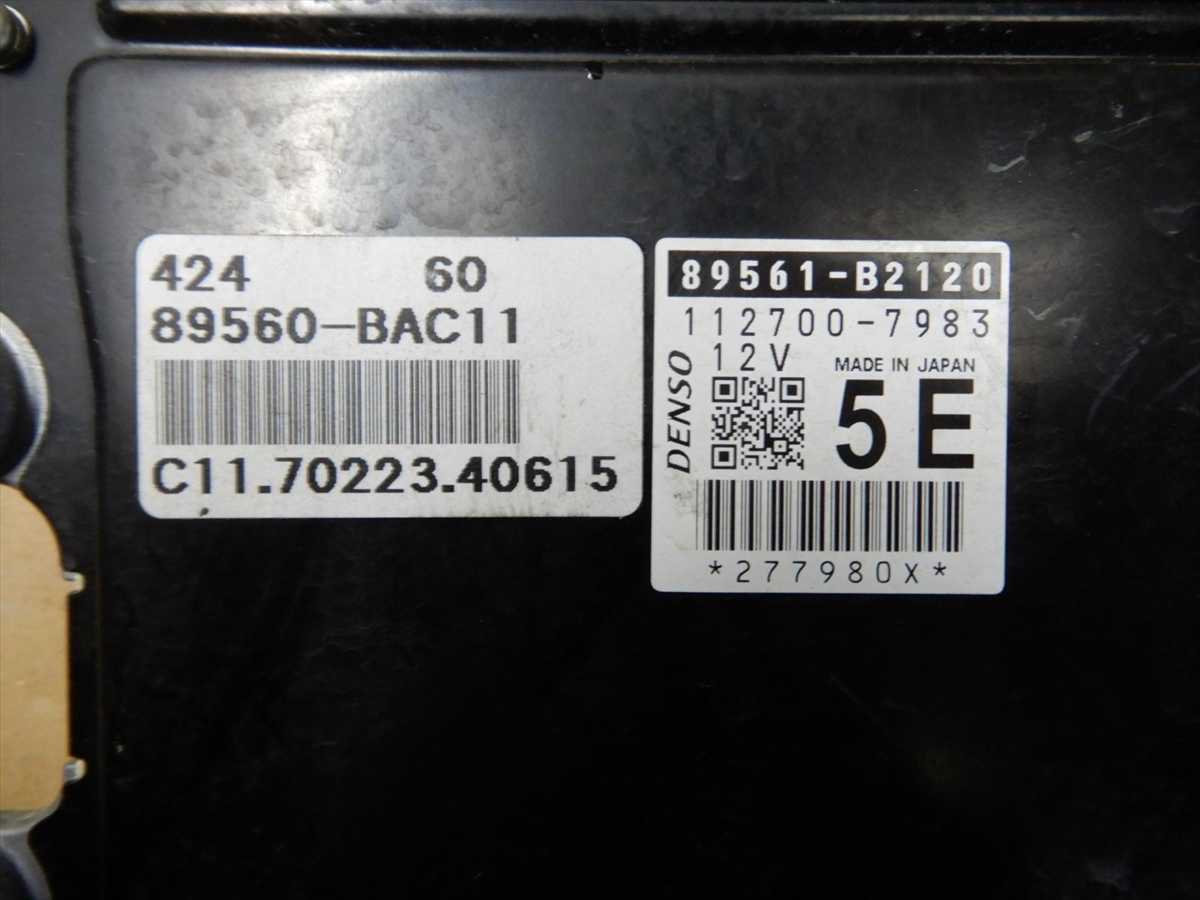 424 60
89560-BAC11
C11.70223.40615
89561-B2120
112700-7983
12V MADE IN JAPAN
DENSO
5E
*277980X*